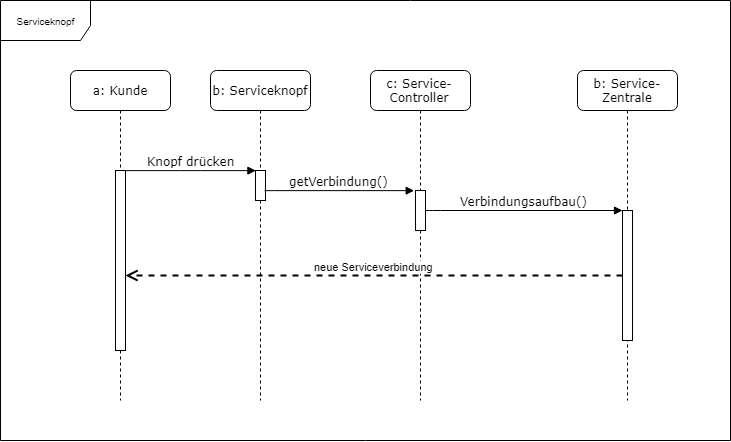 Serviceknopf
a: Kunde
b: Serviceknopf
c: Service-
Controller
b: Service-
Zentrale
Knopf drücken
getVerbindung()
Verbindungsaufbau()
neue Serviceverbindung